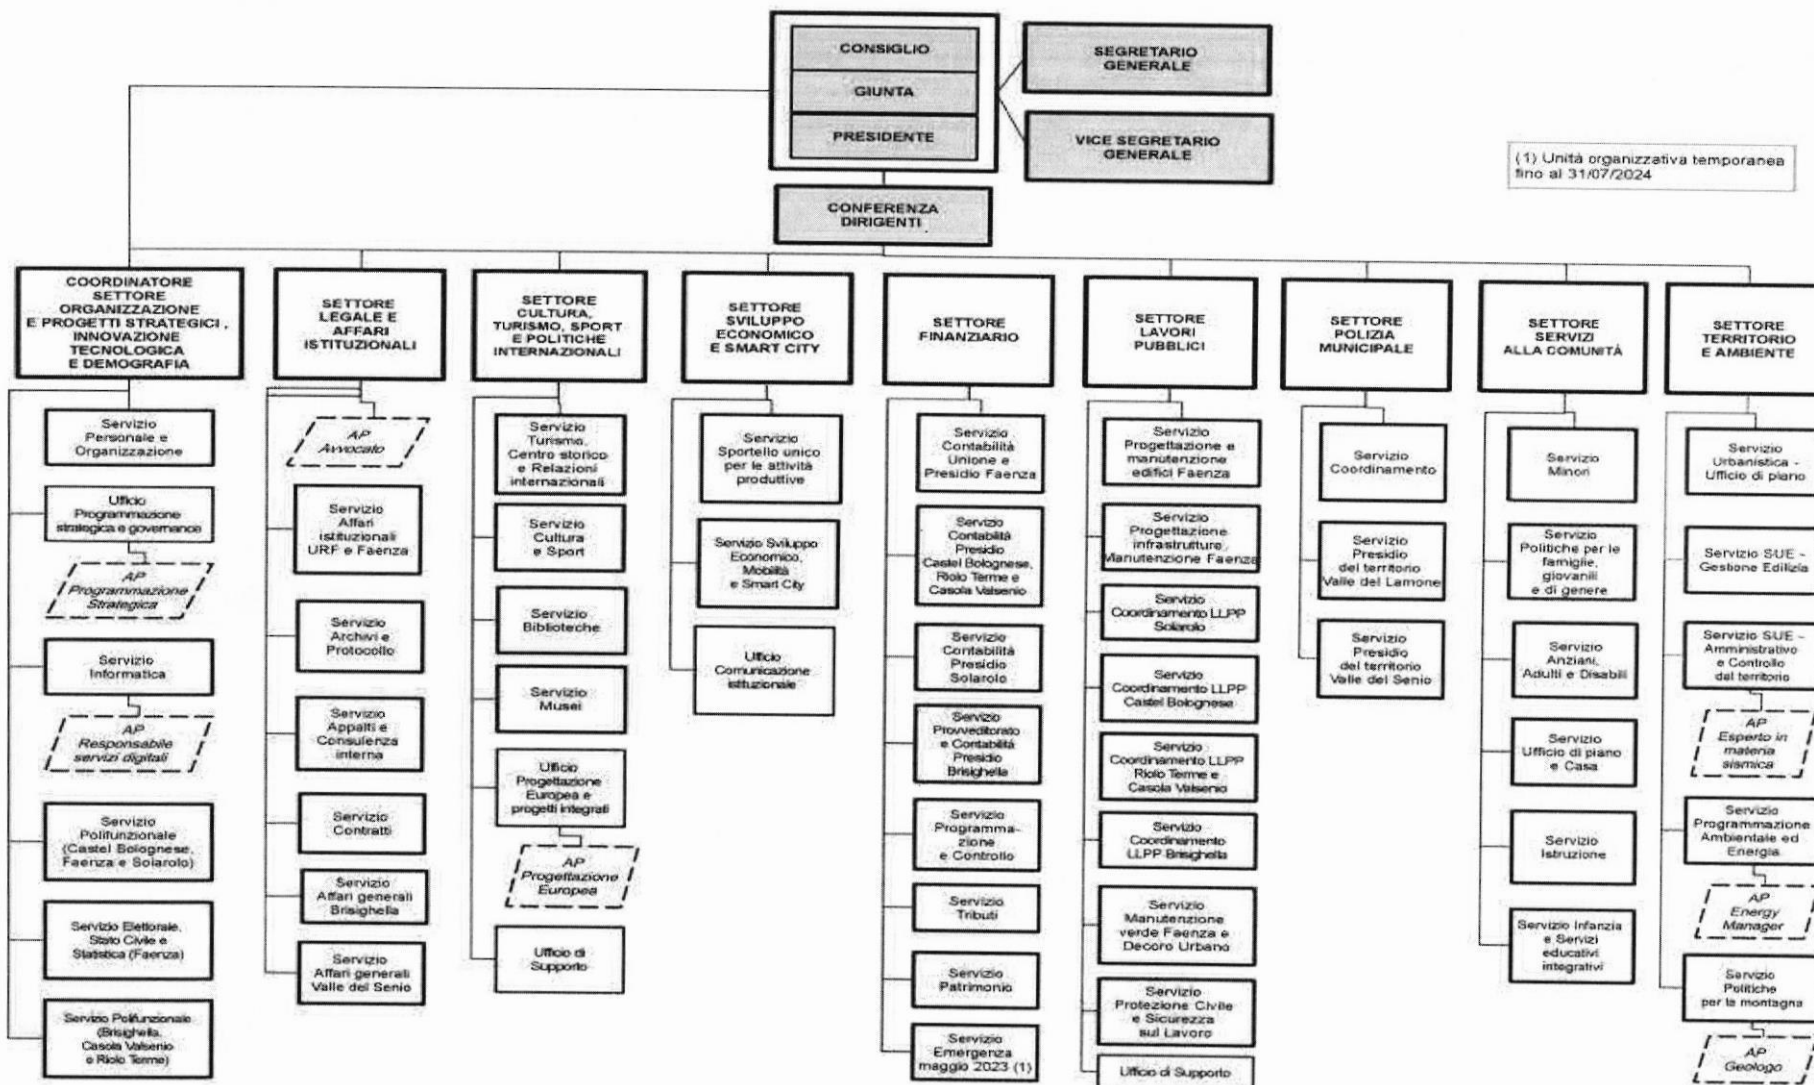 CONSIGLIO
GIUNTA
PRESIDENTE
SEGRETARIO
GENERALE
VICE SEGRETARIO
GENERALE
(1) Unità organizzativa temporanea
fino al 31/07/2024
CONFERENZA
DIRIGENTI
COORDINATORE
SETTORE
ORGANIZZAZIONE
E PROGETTI STRATEGICI ,
INNOVAZIONE
TECNOLOGICA
E DEMOGRAFIA
Servizio
Personale e
Organizzazione
Ufficio
Programmazione
strategica e governance
AP
Programmazione
Strategica
Servizio
Informatica
AP
Responsabile
servizi digitali
Servizio
Polifunzionale
(Castel Bolognese,
Faenza e Solarolo)
Servizio Elettorale,
Stato Civile e
Statistica (Faenza)
Servizio Polifunzionale
(Brisighella,
Casola Valsenio
e Riolo Terme)
SETTORE
LEGALE E
AFFARI
ISTITUZIONALI
AP
Avvocato
Servizio
Affari
istituzionali
URF e Faenza
Servizio
Archivi e
Protocollo
Servizio
Appalti e
Consulenza
interna
Servizio
Contratti
Servizio
Affari generali
Brisighella
Servizio
Affari generali
Valle del Senio
SETTORE
CULTURA,
TURISMO, SPORT
E POLITICHE
INTERNAZIONALI
Servizio
Turismo,
Centro storico
e Relazioni
internazionali
Servizio
Cultura
e Sport
Servizio
Biblioteche
Servizio
Musei
Ufficio
Progettazione
Europea e
progetti integrati
AP
Progettazione
Europea
Ufficio di
Supporto
SETTORE
SVILUPPO
ECONOMICO
E SMART CITY
Servizio
Sportello unico
per le attività
produttive
Servizio Sviluppo
Economico,
Mobilità
e Smart City
Ufficio
Comunicazione
istituzionale
SETTORE
FINANZIARIO
Servizio
Contabilità
Unione e
Presidio Faenza
Servizio
Contabilità
Presidio
Castel Bolognese,
Riolo Terme e
Casola Valsenio
Servizio
Contabilità
Presidio
Solarolo
Servizio
Provveditorato
e Contabilità
Presidio
Brisighella
Servizio
Programma-
zione
e Controllo
Servizio
Tributi
Servizio
Patrimonio
Servizio
Emergenza
maggio 2023 (1)
SETTORE
LAVORI
PUBBLICI
Servizio
Progettazione e
manutenzione
edifici Faenza
Servizio
Progettazione
infrastrutture,
Manutenzione Faenza
Servizio
Coordinamento LLPP
Solarolo
Servizio
Coordinamento LLPP
Castel Bolognese
Servizio
Coordinamento LLPP
Riolo Terme e
Casola Valsenio
Servizio
Coordinamento
LLPP Brisighella
Servizio
Manutenzione
verde Faenza e
Decoro Urbano
Servizio
Protezione Civile
e Sicurezza
sul Lavoro
Ufficio di Supporto
SETTORE
POLIZIA
MUNICIPALE
Servizio
Coordinamento
Servizio
Presidio
del territorio
Valle del Lamone
Servizio
Presidio
del territorio
Valle del Senio
SETTORE
SERVIZI
ALLA COMUNITÀ
Servizio
Minori
Servizio
Politiche per le
famiglie,
giovanili
e di genere
Servizio
Anziani,
Adulti e Disabili
Servizio
Ufficio di piano
e Casa
Servizio
Istruzione
Servizio Infanzia
e Servizi
educativi
integrativi
SETTORE
TERRITORIO
E AMBIENTE
Servizio
Urbanistica -
Ufficio di piano
Servizio SUE -
Gestione Edilizia
Servizio SUE -
Amministrativo
e Controllo
del territorio
AP
Esperto in
materia
sismica
Servizio
Programmazione
Ambientale ed
Energia
AP
Energy
Manager
Servizio
Politiche
per la montagna
AP
Geologo